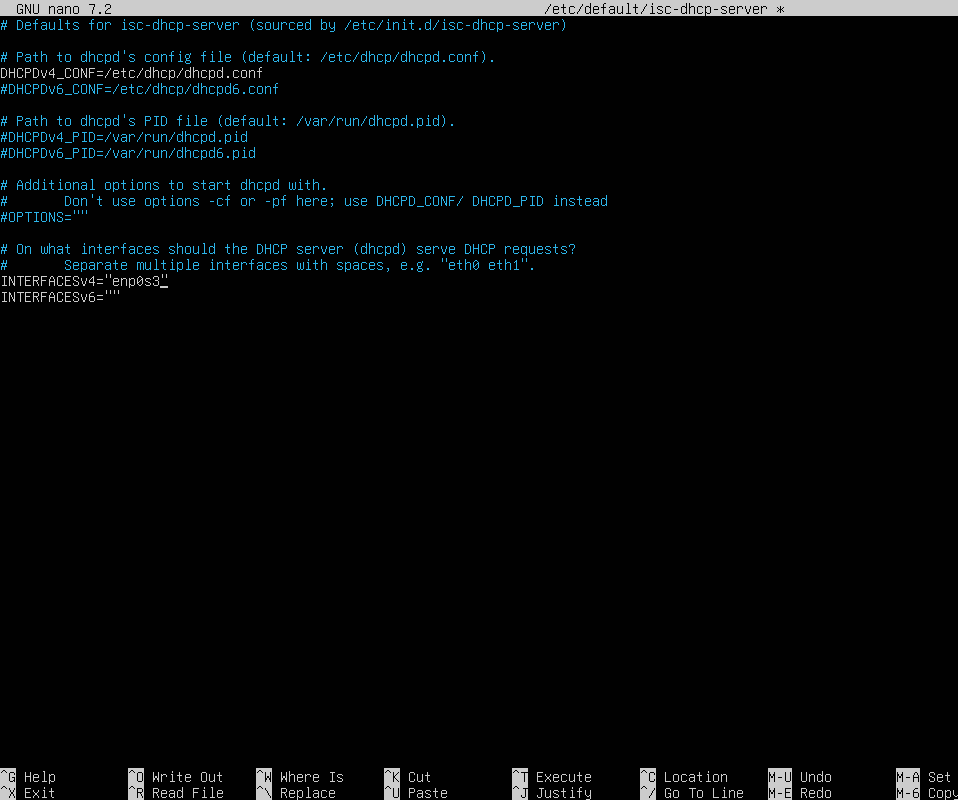 GNU nano 7.2 /etc/default/isc-dhcp-server *
# Defaults for isc-dhcp-server (sourced by /etc/init.d/isc-dhcp-server)
# Path to dhcpd's config file (default: /etc/dhcp/dhcpd.conf).
DHCPDv4_CONF=/etc/dhcp/dhcpd.conf
#DHCPDv6_CONF=/etc/dhcp/dhcpd6.conf
# Path to dhcpd's PID file (default: /var/run/dhcpd.pid).
#DHCPDv4_PID=/var/run/dhcpd.pid
#DHCPDv6_PID=/var/run/dhcpd6.pid
# Additional options to start dhcpd with.
#       Don't use options -cf or -pf here; use DHCPD_CONF/ DHCPD_PID instead
#OPTIONS=""
# On what interfaces should the DHCP server (dhcpd) serve DHCP requests?
#       Separate multiple interfaces with spaces, e.g. "eth0 eth1".
INTERFACESv4="enp0s3"
INTERFACESv6=""
^G Help ^O Write Out ^W Where Is ^K Cut ^T Execute ^C Location M-U Undo M-A Set
^X Exit ^R Read File ^\ Replace ^U Paste ^J Justify ^/ Go To Line M-E Redo M-6 Copy